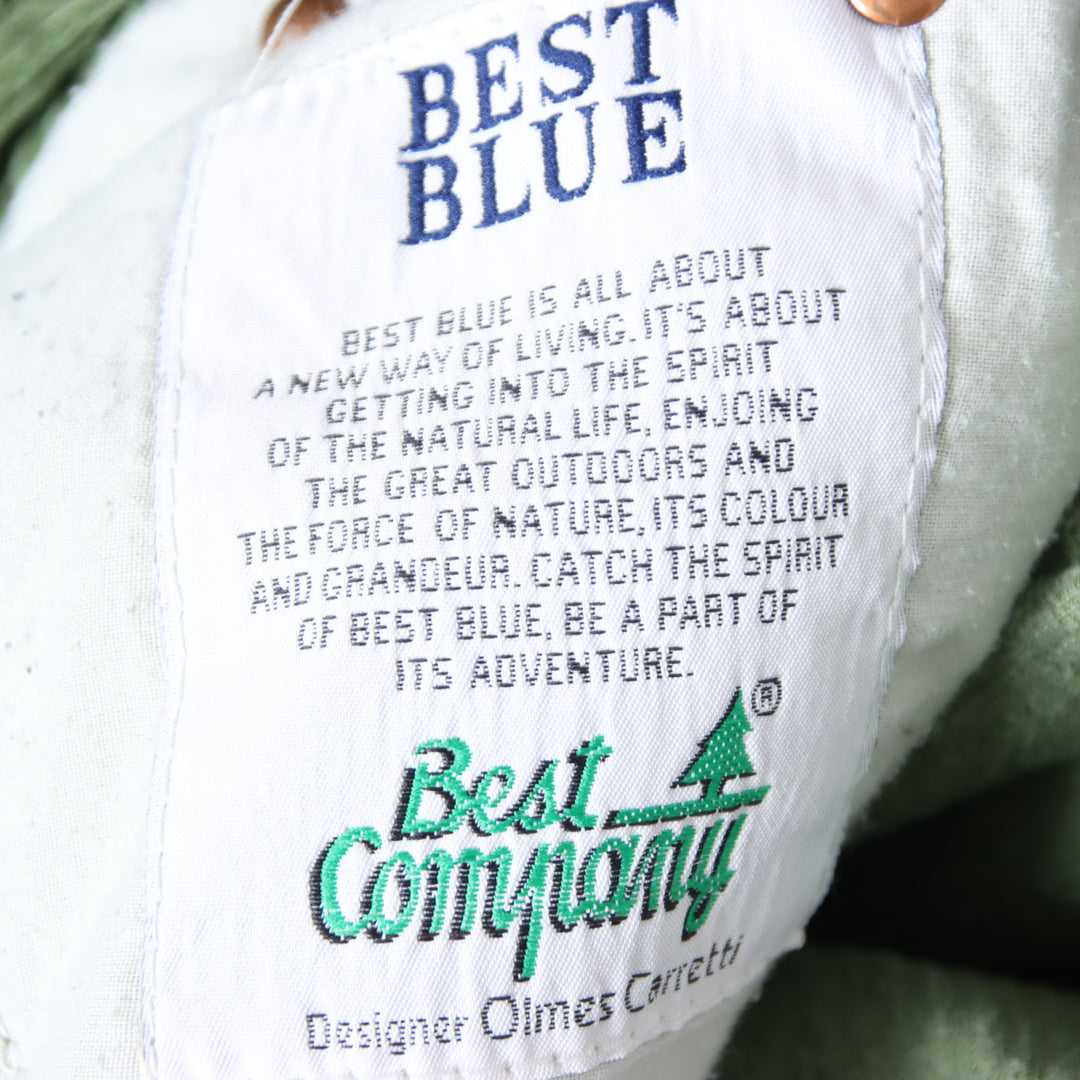 BEST
BLUE
BEST BLUE IS ALL ABOUT
A NEW WAY OF LIVING. IT'S ABOUT
GETTING INTO THE SPIRIT
OF THE NATURAL LIFE, ENJOING
THE GREAT OUTDOORS AND
THE FORCE OF NATURE, ITS COLOUR
AND GRANDEUR. CATCH THE SPIRIT
OF BEST BLUE, BE A PART OF
ITS ADVENTURE.
Best ®
Company
Designer Olmes Carretti